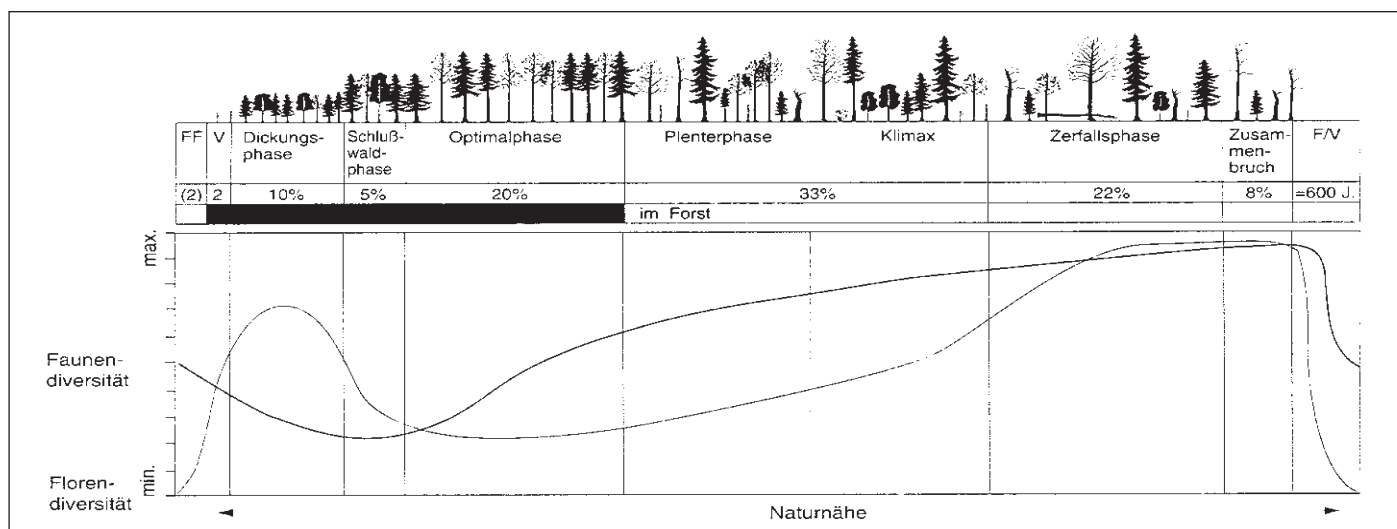 FF V Dickungs- Schluß- Optimalphase Plenterphase Klimax Zerfallsphase Zusam- F/V
phase wald- men-
phase bruch
(2) 2 10% 5% 20% 33% 22% 8% =600 J.
im Forst
max.
Faunen-
diversität
Floren-
diversität
min.
Naturnähe